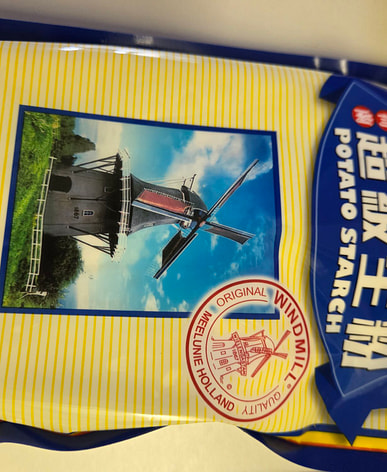 超級生粉
POTATO STARCH
ORIGINAL WINDMILL® QUALITY
MEELUNIE HOLLAND